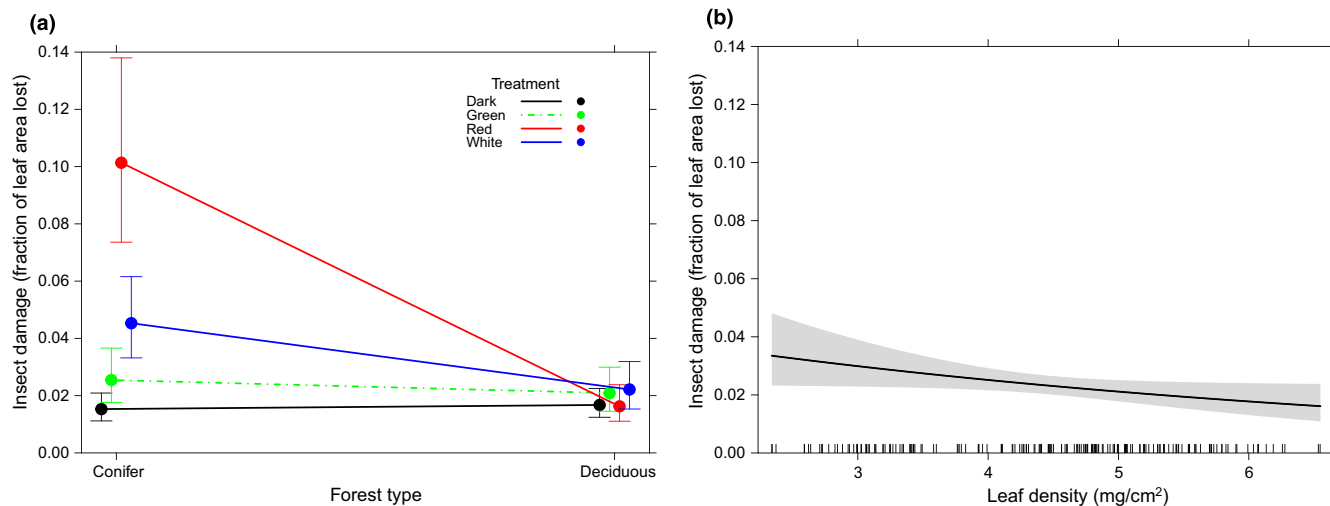 (a)
Insect damage (fraction of leaf area lost)
0.14
0.12
0.10
0.08
0.06
0.04
0.02
0.00
Treatment
Dark
Green
Red
White
Conifer
Deciduous
Forest type
(b)
Insect damage (fraction of leaf area lost)
0.14
0.12
0.10
0.08
0.06
0.04
0.02
0.00
3 4 5 6
Leaf density (mg/cm²)